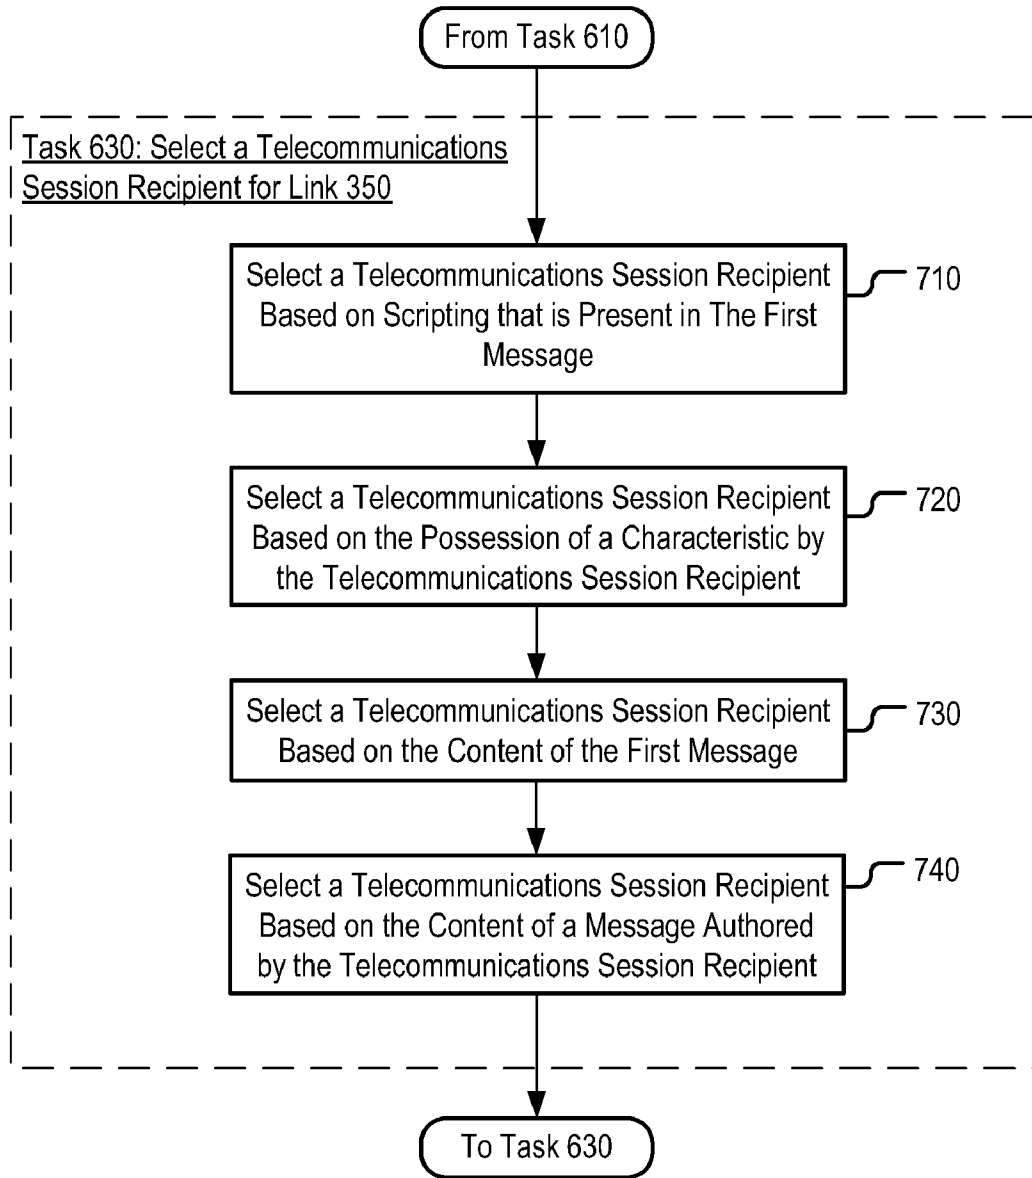 From Task 610
Task 630: Select a Telecommunications
Session Recipient for Link 350
Select a Telecommunications Session Recipient
Based on Scripting that is Present in The First
Message
710
Select a Telecommunications Session Recipient
Based on the Possession of a Characteristic by
the Telecommunications Session Recipient
720
Select a Telecommunications Session Recipient
Based on the Content of the First Message
730
Select a Telecommunications Session Recipient
Based on the Content of a Message Authored
by the Telecommunications Session Recipient
740
To Task 630